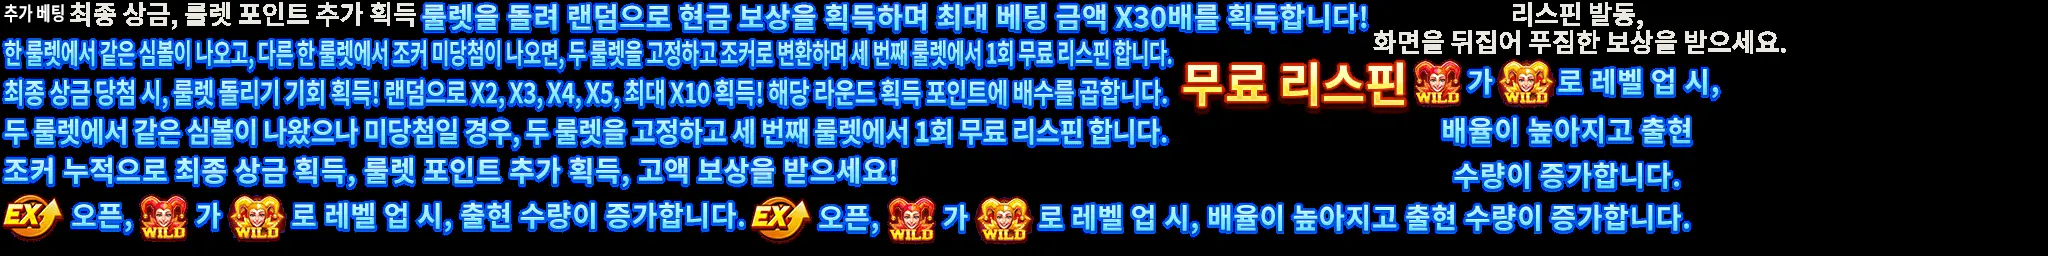 추가 베팅
최종 상금, 룰렛 포인트 추가 획득
룰렛을 돌려 랜덤으로 현금 보상을 획득하며 최대 베팅 금액 X30배를 획득합니다!
리스핀 발동,
화면을 뒤집어 푸짐한 보상을 받으세요.
한 룰렛에서 같은 심볼이 나오고, 다른 한 룰렛에서 조커 미당첨이 나오면, 두 룰렛을 고정하고 조커로 변환하며 세 번째 룰렛에서 1회 무료 리스핀 합니다.
최종 상금 당첨 시, 룰렛 돌리기 기회 획득! 랜덤으로 X2, X3, X4, X5, 최대 X10 획득! 해당 라운드 획득 포인트에 배수를 곱합니다.
무료 리스핀
WILD 가 WILD 로 레벨 업 시,
배율이 높아지고 출현
수량이 증가합니다.
두 룰렛에서 같은 심볼이 나왔으나 미당첨일 경우, 두 룰렛을 고정하고 세 번째 룰렛에서 1회 무료 리스핀 합니다.
조커 누적으로 최종 상금 획득, 룰렛 포인트 추가 획득, 고액 보상을 받으세요!
EX 오픈, WILD 가 WILD 로 레벨 업 시, 출현 수량이 증가합니다.
EX 오픈, WILD 가 WILD 로 레벨 업 시, 배율이 높아지고 출현 수량이 증가합니다.